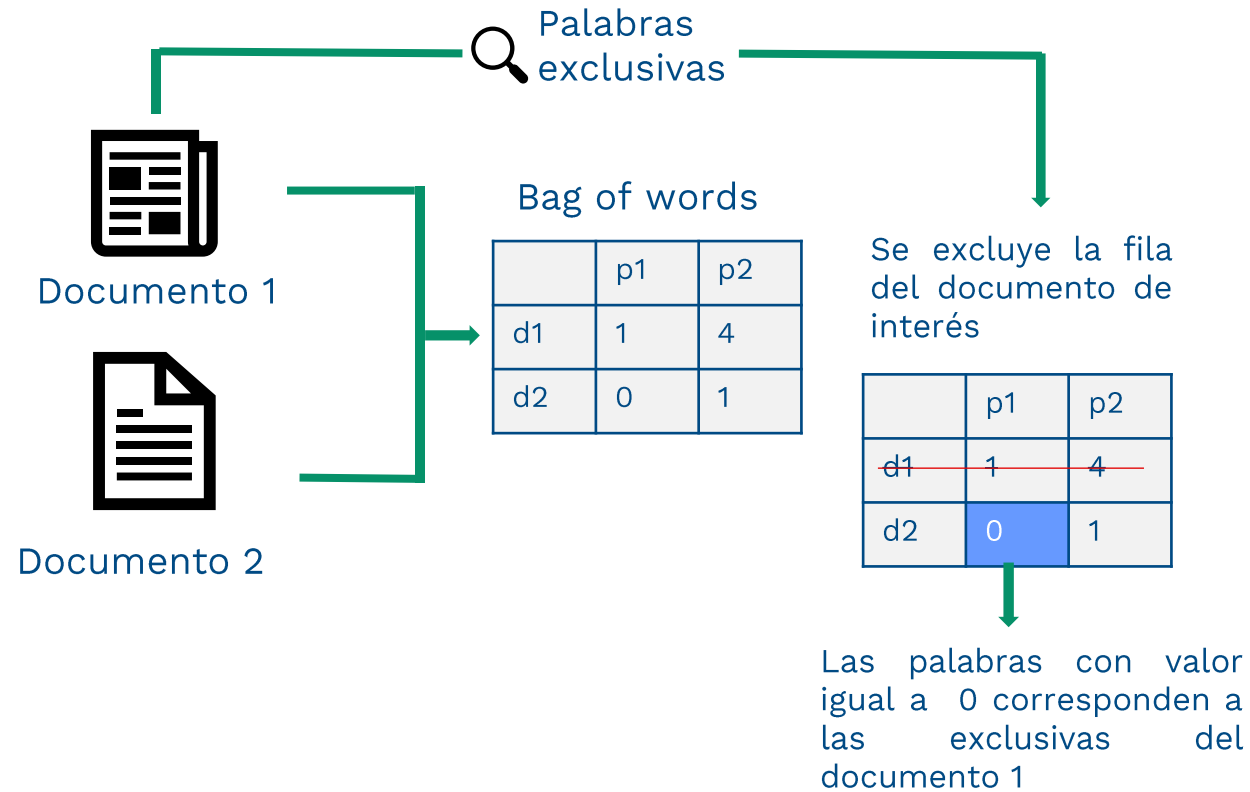 Palabras
exclusivas
Documento 1
Documento 2
Bag of words
p1 p2
d1 1 4
d2 0 1
Se excluye la fila
del documento de
interés
p1 p2
d1 1 4
d2 0 1
Las palabras con valor
igual a 0 corresponden a
las exclusivas del
documento 1